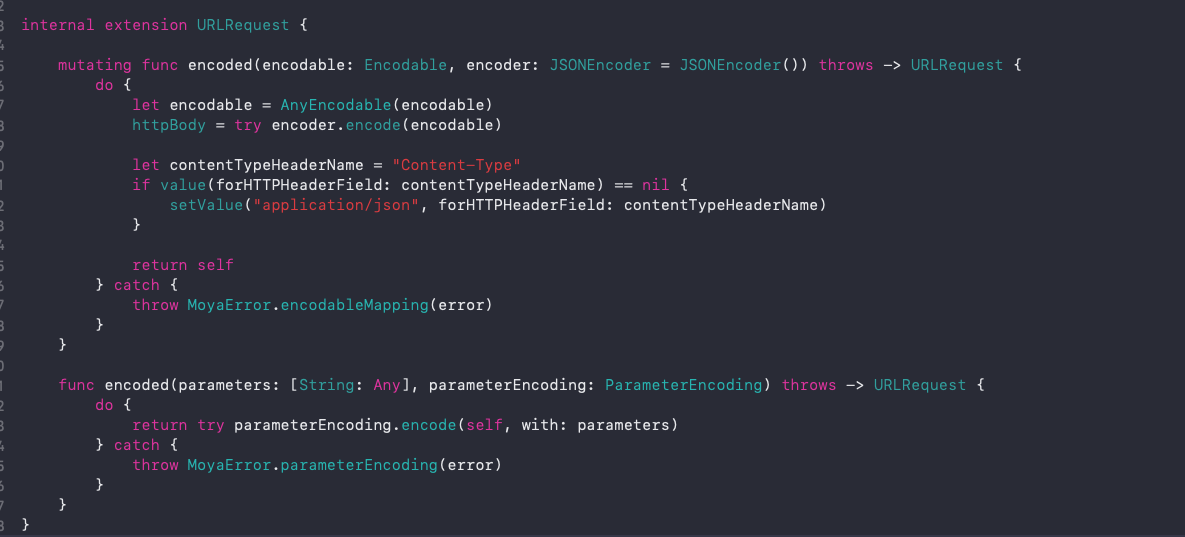 internal extension URLRequest {
    mutating func encoded(encodable: Encodable, encoder: JSONEncoder = JSONEncoder()) throws -> URLRequest {
        do {
            let encodable = AnyEncodable(encodable)
            httpBody = try encoder.encode(encodable)
            let contentTypeHeaderName = "Content-Type"
            if value(forHTTPHeaderField: contentTypeHeaderName) == nil {
                setValue("application/json", forHTTPHeaderField: contentTypeHeaderName)
            }
            return self
        } catch {
            throw MoyaError.encodableMapping(error)
        }
    }
    func encoded(parameters: [String: Any], parameterEncoding: ParameterEncoding) throws -> URLRequest {
        do {
            return try parameterEncoding.encode(self, with: parameters)
        } catch {
            throw MoyaError.parameterEncoding(error)
        }
    }
}